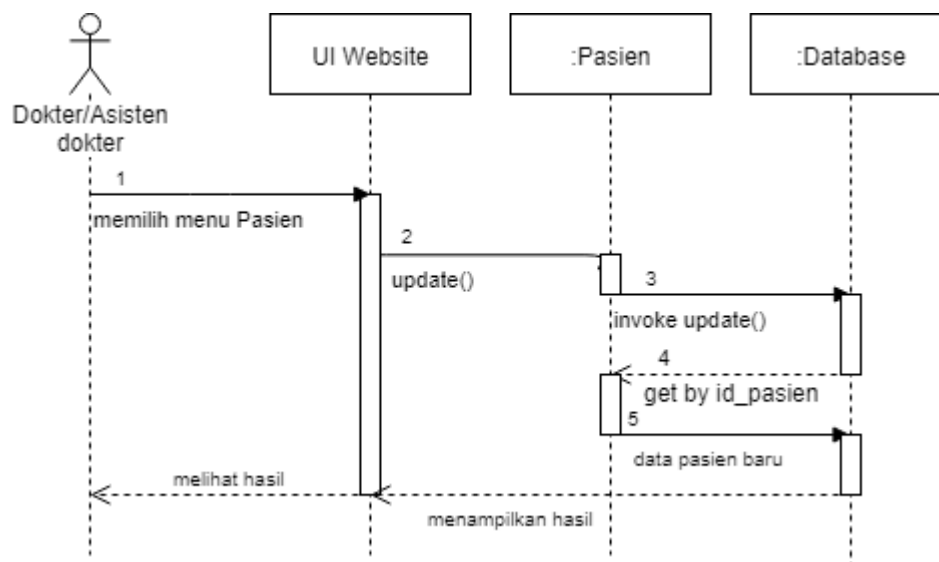 UI Website
:Pasien
:Database
Dokter/Asisten
dokter
1
memilih menu Pasien
2
update()
3
invoke update()
4
get by id_pasien
5
data pasien baru
melihat hasil
menampilkan hasil